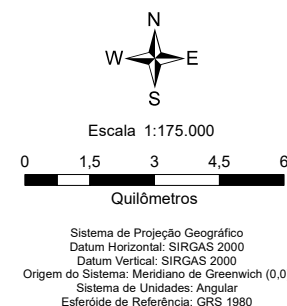 N
W E
S
Escala 1:175.000
0 1,5 3 4,5 6
Quilômetros
Sistema de Projeção Geográfico
Datum Horizontal: SIRGAS 2000
Datum Vertical: SIRGAS 2000
Origem do Sistema: Meridiano de Greenwich (0,0
Sistema de Unidades: Angular
Esferóide de Referência: GRS 1980